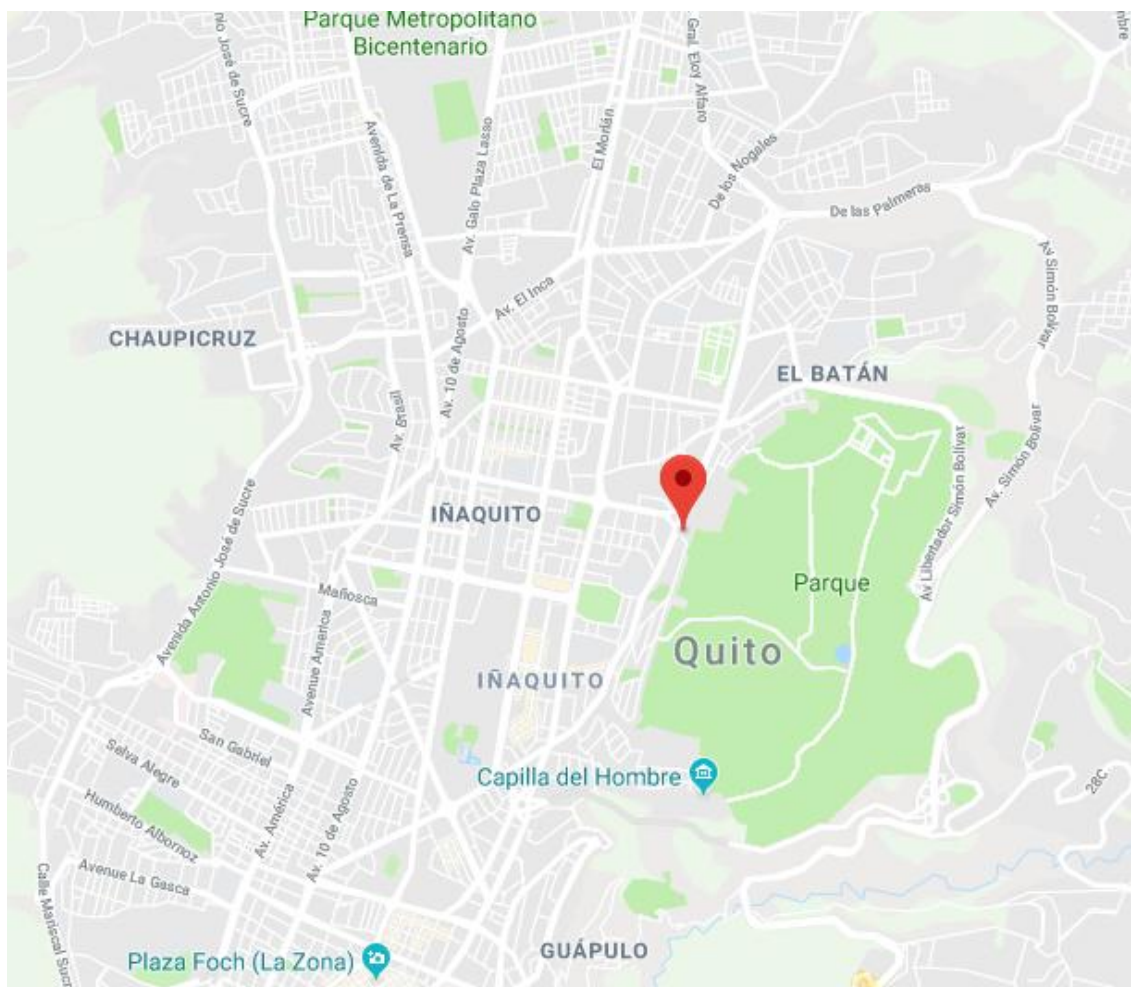 Parque Metropolitano
Bicentenario
nio José de Sucre
Avenida de La Prensa
Av. Galo Plaza Lasso
El Morlán
Gral. Eloy Alfaro
De los Nogales
De las Palmeras
Av Simón Bolívar
mbre
CHAUPICRUZ
Av. 10 de Agosto
Av. El Inca
Av. Brasil
EL BATÁN
IÑAQUITO
Av Libertador Simón Bolívar
Av. Simón Bolívar
Avenida Antonio José de Sucre
Mañosca
Avenue America
Parque
Quito
IÑAQUITO
San Gabriel
Selva Alegre
Humberto Albornoz
Av. América
Av. 10 de Agosto
Avenue La Gasca
Calle Mariscal Sucr
Capilla del Hombre
28C
GUÁPULO
Plaza Foch (La Zona)